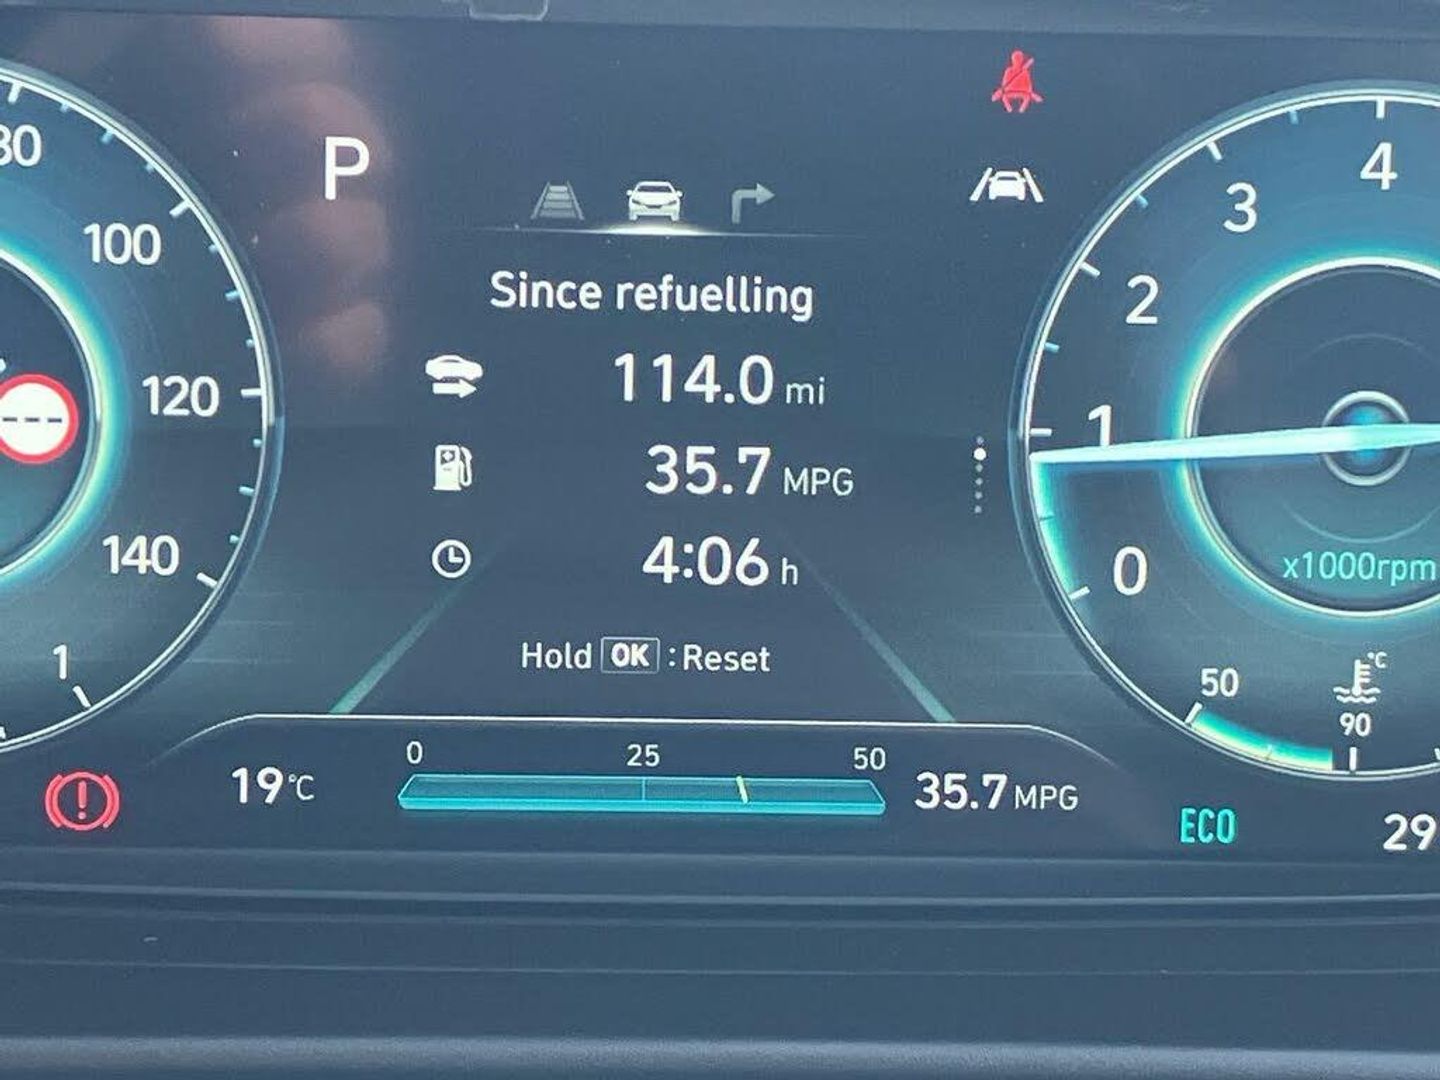 80
100
120
140
1
P
Since refuelling
114.0 mi
35.7 MPG
4:06 h
Hold OK : Reset
19°C
0 25 50
35.7 MPG
4
3
2
1
0
x1000rpm
50
°C
90
ECO
29